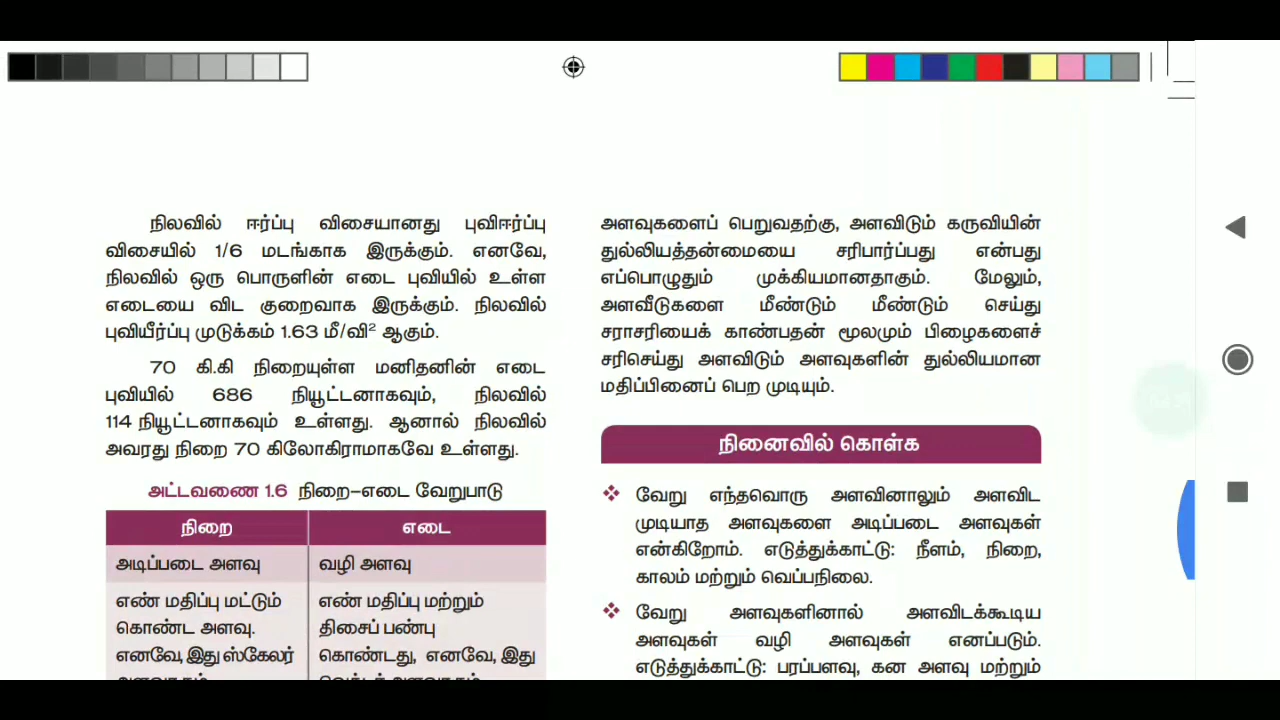 நிலவில் ஈர்ப்பு விசையானது புவிஈர்ப்பு
விசையில் 1/6 மடங்காக இருக்கும். எனவே,
நிலவில் ஒரு பொருளின் எடை புவியில் உள்ள
எடையை விட குறைவாக இருக்கும். நிலவில்
புவியீர்ப்பு முடுக்கம் 1.63 மீ/வி² ஆகும்.
70 கி.கி நிறையுள்ள மனிதனின் எடை
புவியில் 686 நியூட்டனாகவும், நிலவில்
114 நியூட்டனாகவும் உள்ளது. ஆனால் நிலவில்
அவரது நிறை 70 கிலோகிராமாகவே உள்ளது.
அட்டவணை 1.6 நிறை–எடை வேறுபாடு
நிறை எடை
அடிப்படை அளவு வழி அளவு
எண் மதிப்பு மட்டும் எண் மதிப்பு மற்றும்
கொண்ட அளவு. திசைப் பண்பு
எனவே,இது ஸ்கேலர் கொண்டது, எனவே, இது
அளவுகளைப் பெறுவதற்கு, அளவிடும் கருவியின்
துல்லியத்தன்மையை சரிபார்ப்பது என்பது
எப்பொழுதும் முக்கியமானதாகும். மேலும்,
அளவீடுகளை மீண்டும் மீண்டும் செய்து
சராசரியைக் காண்பதன் மூலமும் பிழைகளைச்
சரிசெய்து அளவிடும் அளவுகளின் துல்லியமான
மதிப்பினைப் பெற முடியும்.
நினைவில் கொள்க
❖ வேறு எந்தவொரு அளவினாலும் அளவிட
முடியாத அளவுகளை அடிப்படை அளவுகள்
என்கிறோம். எடுத்துக்காட்டு: நீளம், நிறை,
காலம் மற்றும் வெப்பநிலை.
❖ வேறு அளவுகளினால் அளவிடக்கூடிய
அளவுகள் வழி அளவுகள் எனப்படும்.
எடுத்துக்காட்டு: பரப்பளவு, கன அளவு மற்றும்